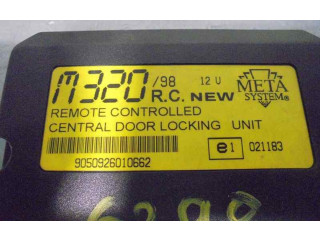 M320/98 12 V META
R.C. NEW SYSTEM®
REMOTE CONTROLLED
CENTRAL DOOR LOCKING UNIT
9050926010662 e1 021183